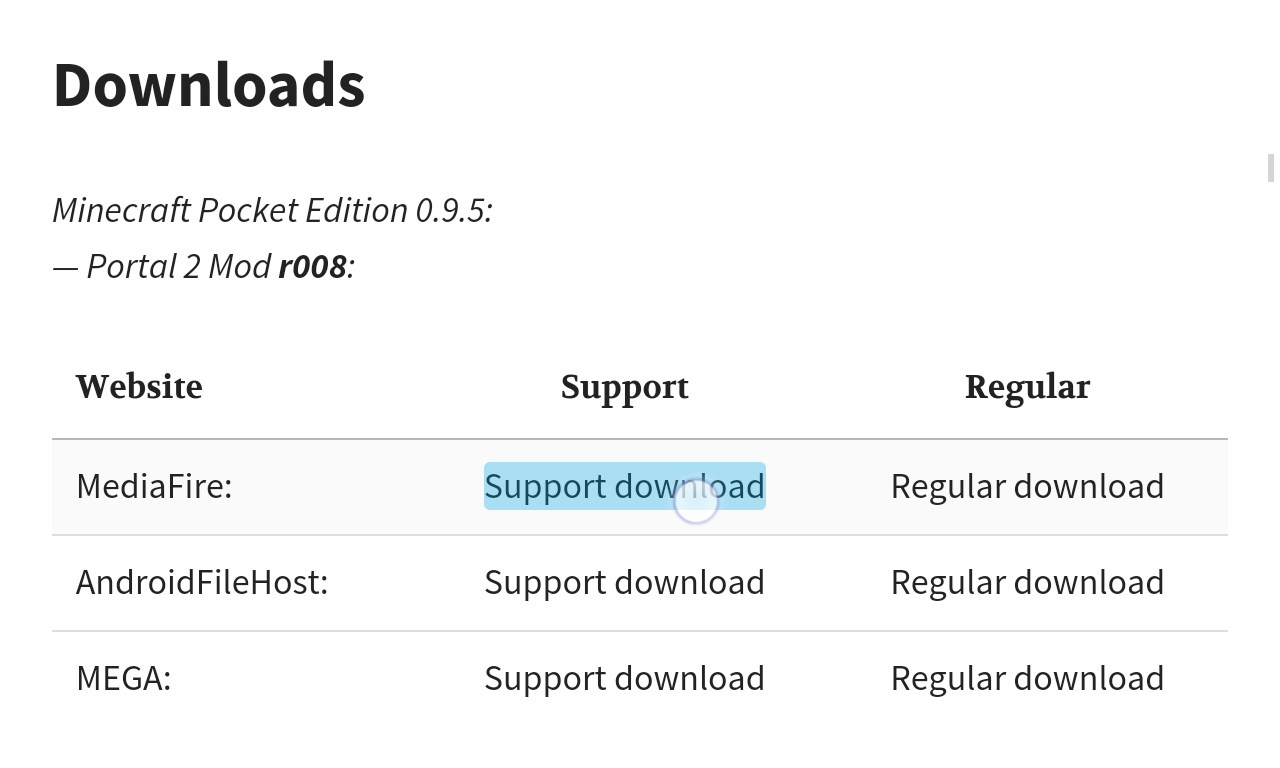 Downloads
Minecraft Pocket Edition 0.9.5:
— Portal 2 Mod r008:
Website Support Regular
MediaFire: Support download Regular download
AndroidFileHost: Support download Regular download
MEGA: Support download Regular download